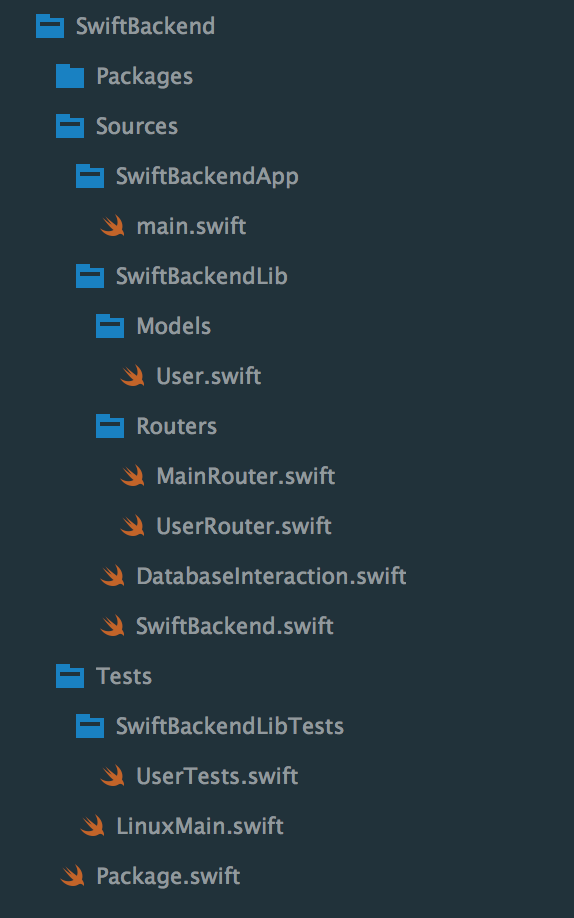 SwiftBackend
Packages
Sources
SwiftBackendApp
main.swift
SwiftBackendLib
Models
User.swift
Routers
MainRouter.swift
UserRouter.swift
DatabaseInteraction.swift
SwiftBackend.swift
Tests
SwiftBackendLibTests
UserTests.swift
LinuxMain.swift
Package.swift